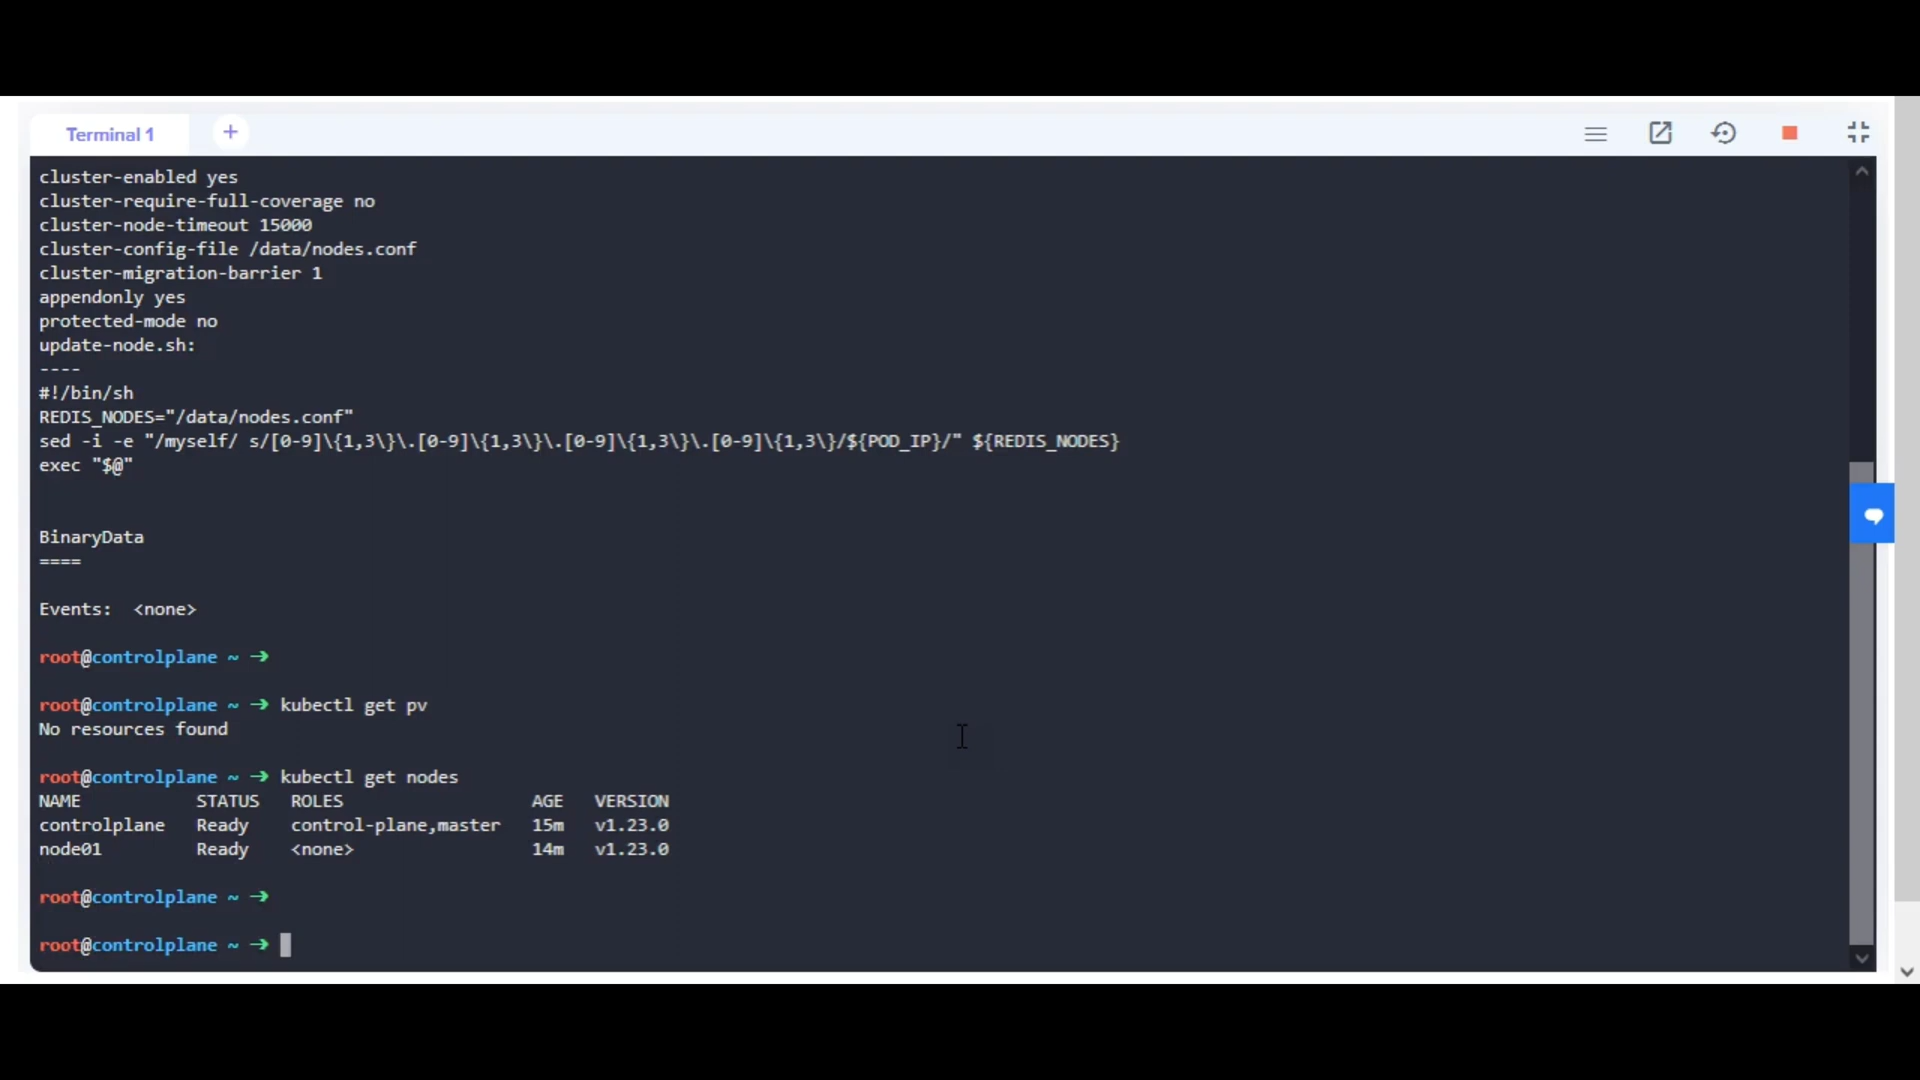 Terminal 1
+
cluster-enabled yes
cluster-require-full-coverage no
cluster-node-timeout 15000
cluster-config-file /data/nodes.conf
cluster-migration-barrier 1
appendonly yes
protected-mode no
update-node.sh:
----
#!/bin/sh
REDIS_NODES="/data/nodes.conf"
sed -i -e "/myself/ s/[0-9]\{1,3\}\.[0-9]\{1,3\}\.[0-9]\{1,3\}\.[0-9]\{1,3\}/${POD_IP}/" ${REDIS_NODES}
exec "$@"
BinaryData
====
Events:  <none>
root@controlplane ~ ➜
root@controlplane ~ ➜ kubectl get pv
No resources found
root@controlplane ~ ➜ kubectl get nodes
NAME           STATUS   ROLES                  AGE   VERSION
controlplane   Ready    control-plane,master   15m   v1.23.0
node01         Ready    <none>                 14m   v1.23.0
root@controlplane ~ ➜
root@controlplane ~ ➜